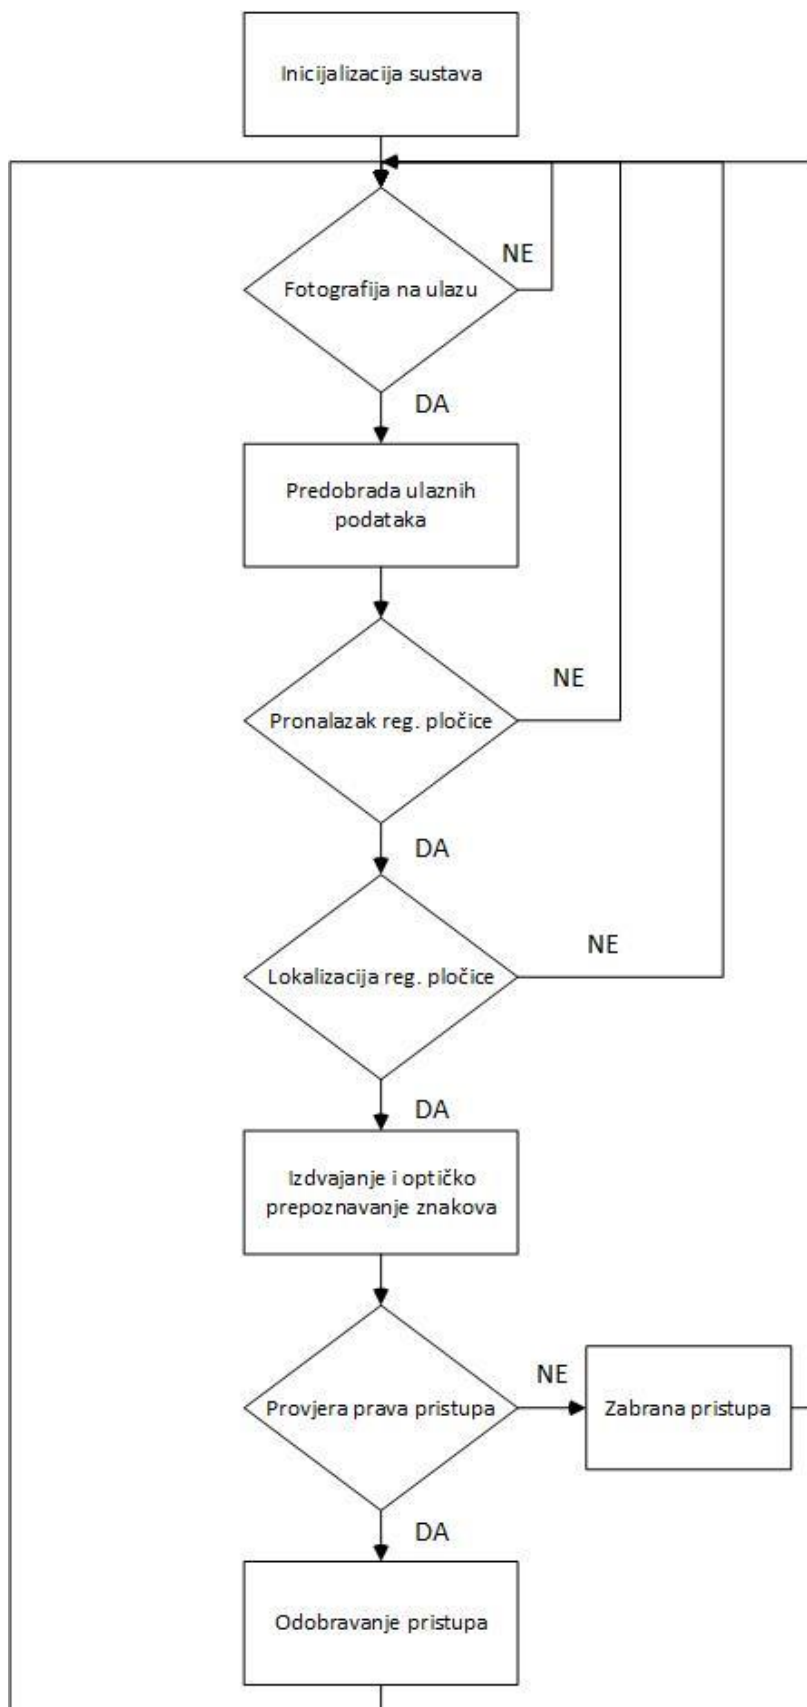 Inicijalizacija sustava
NE
Fotografija na ulazu
DA
Predobrada ulaznih
podataka
NE
Pronalazak reg. pločice
DA
NE
Lokalizacija reg. pločice
DA
Izdvajanje i optičko
prepoznavanje znakova
NE
Provjera prava pristupa
Zabrana pristupa
DA
Odobravanje pristupa